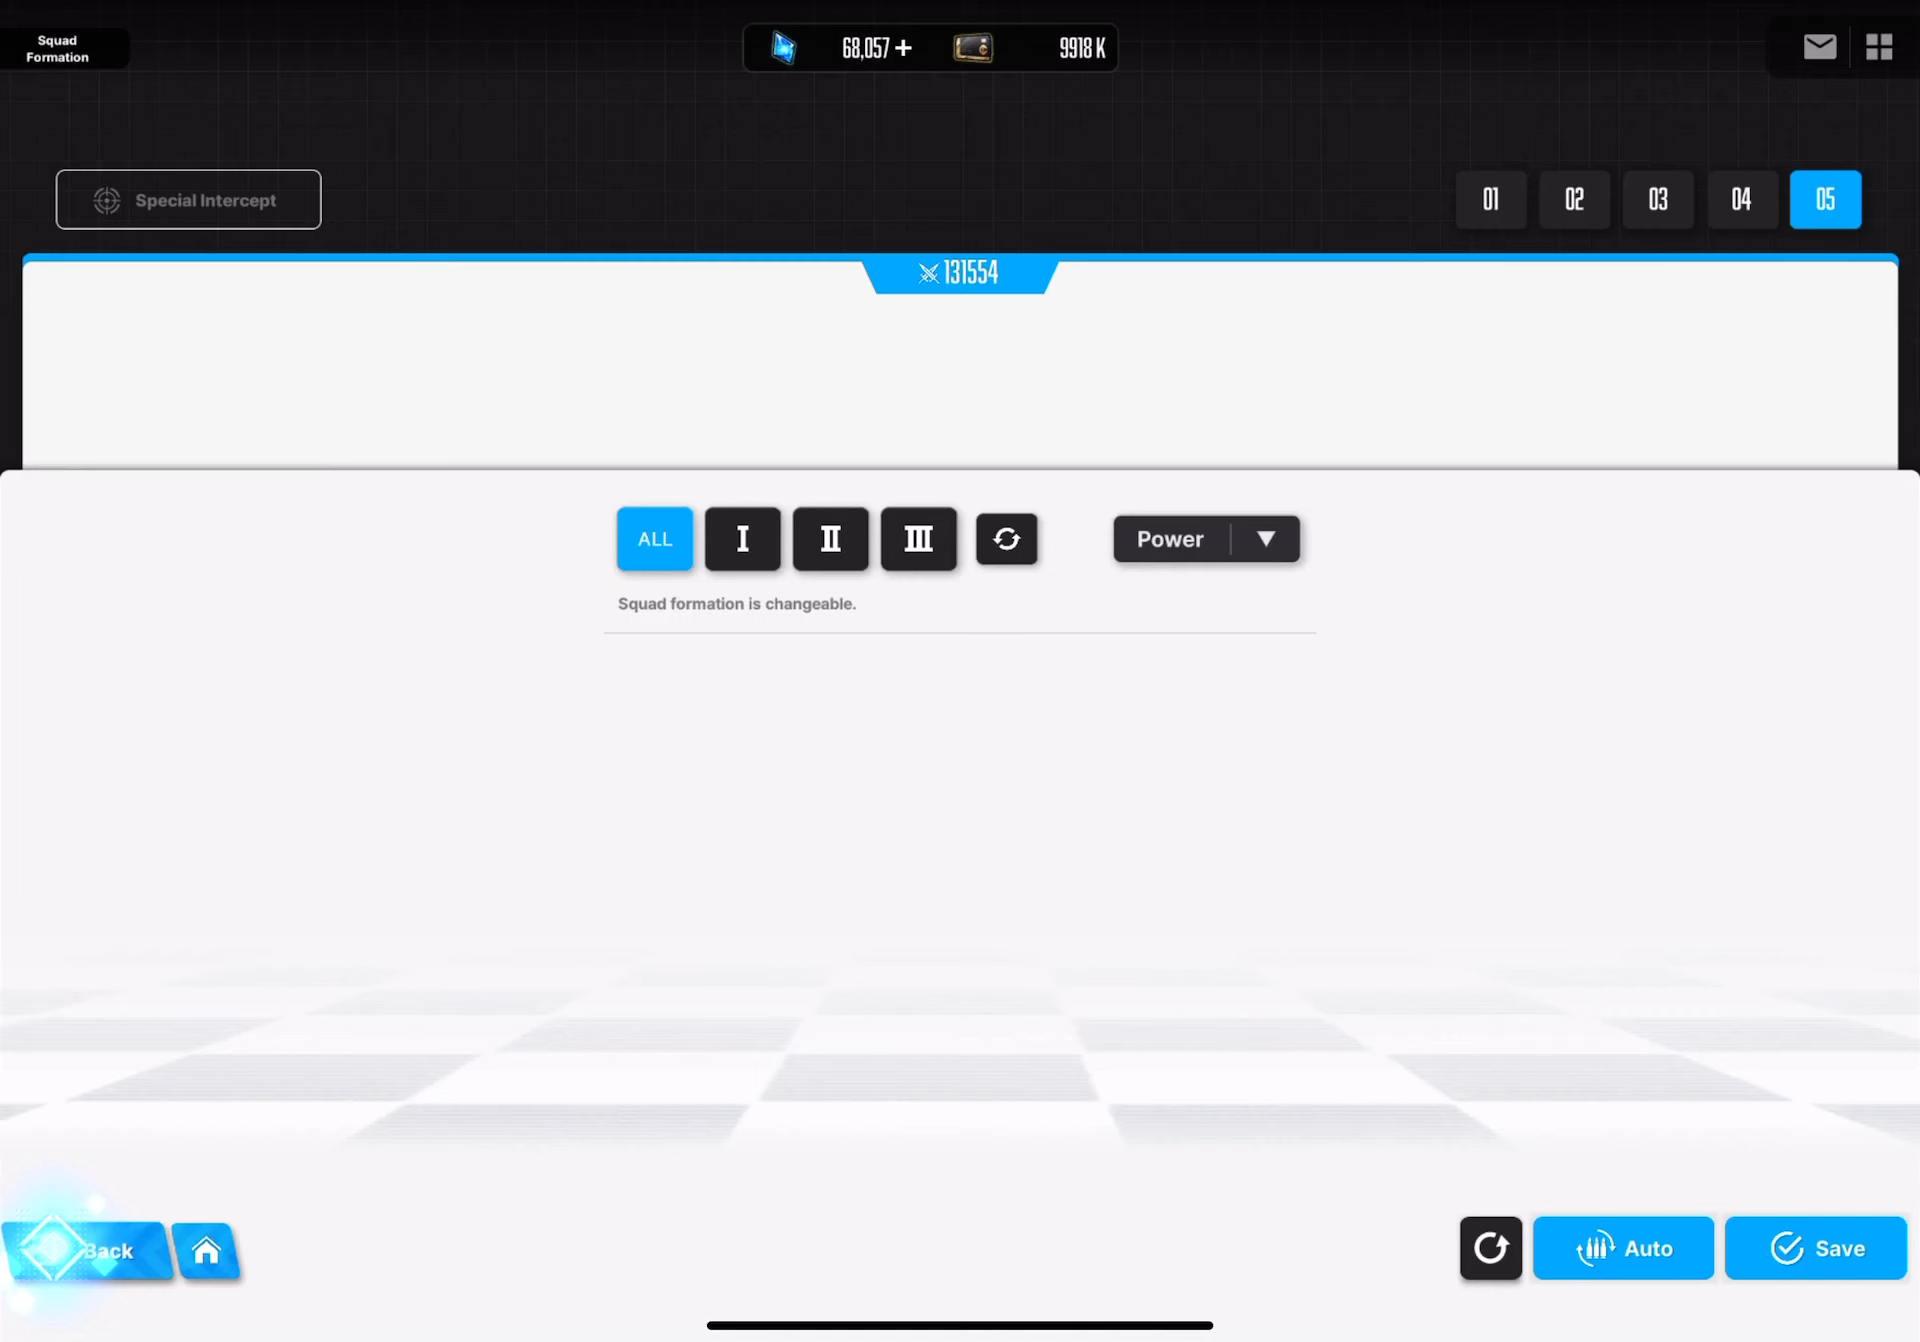 Squad
Formation
68,057 +
9918 K
Special Intercept
01
02
03
04
05
131554
ALL
I
II
III
Power
Squad formation is changeable.
Back
Auto
Save